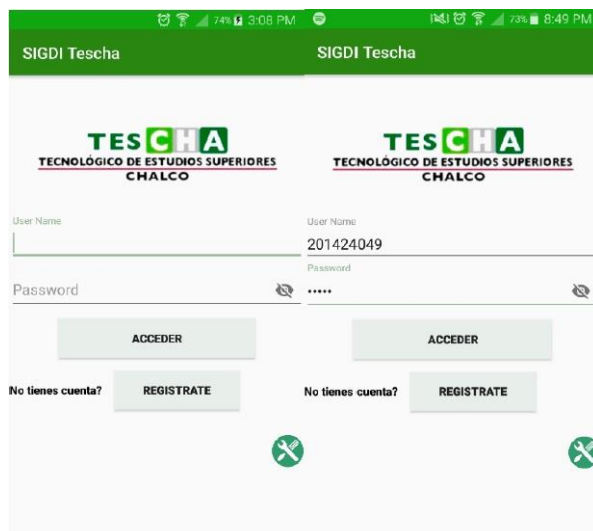 74% 3:08 PM
SIGDI Tescha
TESCHA
TECNOLÓGICO DE ESTUDIOS SUPERIORES
CHALCO
User Name
Password
ACCEDER
No tienes cuenta?
REGISTRATE
73% 8:49 PM
SIGDI Tescha
TESCHA
TECNOLÓGICO DE ESTUDIOS SUPERIORES
CHALCO
User Name
201424049
Password
•••••
ACCEDER
No tienes cuenta?
REGISTRATE